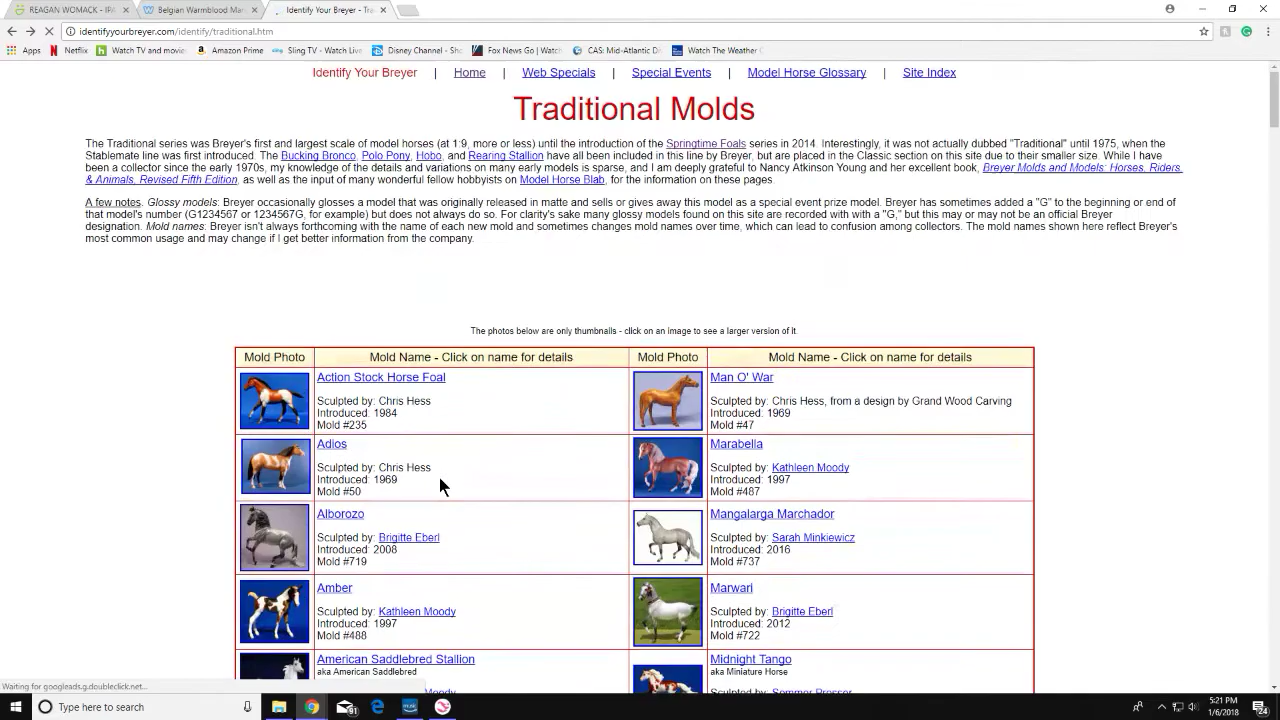 REAGAN WOMACK - IPA
Belgian Warmblood Mar
Identify Your Breyer - Tra
identifyyourbreyer.com/identify/traditional.htm
Apps
Netflix
Watch TV and movie
Amazon Prime
Sling TV - Watch Live
Disney Channel - Sho
Fox News Go | Watch
CAS: Mid-Atlantic Di
Watch The Weather C
Identify Your Breyer | Home | Web Specials | Special Events | Model Horse Glossary | Site Index
Traditional Molds
The Traditional series was Breyer's first and largest scale of model horses (at 1:9, more or less) until the introduction of the Springtime Foals series in 2014. Interestingly, it was not actually dubbed "Traditional" until 1975, when the
Stablemate line was first introduced. The Bucking Bronco, Polo Pony, Hobo, and Rearing Stallion have all been included in this line by Breyer, but are placed in the Classic section on this site due to their smaller size. While I have
been a collector since the early 1970s, my knowledge of the details and variations on many early models is sparse, and I am deeply grateful to Nancy Atkinson Young and her excellent book, Breyer Molds and Models: Horses, Riders,
& Animals, Revised Fifth Edition, as well as the input of many wonderful fellow hobbyists on Model Horse Blab, for the information on these pages.
A few notes. Glossy models: Breyer occasionally glosses a model that was originally released in matte and sells or gives away this model as a special event prize model. Breyer has sometimes added a "G" to the beginning or end
of that model's number (G1234567 or 1234567G, for example) but does not always do so. For clarity's sake many glossy models found on this site are recorded with with a "G," but this may or may not be an official Breyer
designation. Mold names: Breyer isn't always forthcoming with the name of each new mold and sometimes changes mold names over time, which can lead to confusion among collectors. The mold names shown here reflect Breyer's
most common usage and may change if I get better information from the company.
The photos below are only thumbnails - click on an image to see a larger version of it.
Mold Photo
Mold Name - Click on name for details
Mold Photo
Mold Name - Click on name for details
Action Stock Horse Foal
Sculpted by: Chris Hess
Introduced: 1984
Mold #235
Man O' War
Sculpted by: Chris Hess, from a design by Grand Wood Carving
Introduced: 1969
Mold #47
Adios
Sculpted by: Chris Hess
Introduced: 1969
Mold #50
Marabella
Sculpted by: Kathleen Moody
Introduced: 1997
Mold #487
Alborozo
Sculpted by: Brigitte Eberl
Introduced: 2008
Mold #719
Mangalarga Marchador
Sculpted by: Sarah Minkiewicz
Introduced: 2016
Mold #737
Amber
Sculpted by: Kathleen Moody
Introduced: 1997
Mold #488
Marwari
Sculpted by: Brigitte Eberl
Introduced: 2012
Mold #722
American Saddlebred Stallion
aka American Saddlebred
Midnight Tango
aka Miniature Horse
Waiting for googleads.g.doubleclick.net...
Type here to search
91
music
5:21 PM
1/6/2018
24